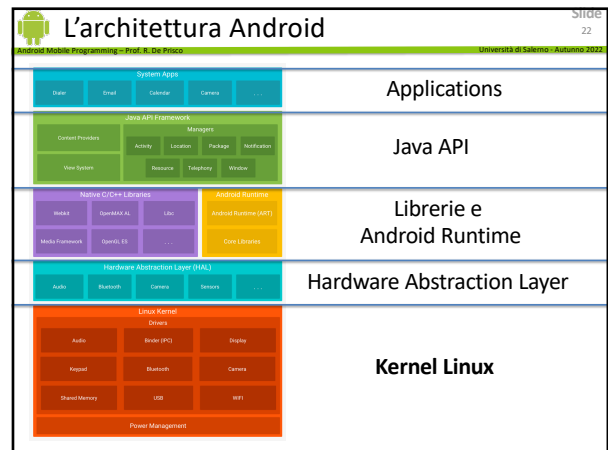 L'architettura Android
Slide
22
Android Mobile Programming – Prof. R. De Prisco
Università di Salerno - Autunno 2022
System Apps
Dialer
Email
Calendar
Camera
. . .
Applications
Java API Framework
Content Providers
View System
Managers
Activity
Location
Package
Notification
Resource
Telephony
Window
Java API
Native C/C++ Libraries
Webkit
OpenMAX AL
Libc
Media Framework
OpenGL ES
. . .
Android Runtime
Android Runtime (ART)
Core Libraries
Librerie e
Android Runtime
Hardware Abstraction Layer (HAL)
Audio
Bluetooth
Camera
Sensors
. . .
Hardware Abstraction Layer
Linux Kernel
Drivers
Audio
Binder (IPC)
Display
Keypad
Bluetooth
Camera
Shared Memory
USB
WIFI
Power Management
Kernel Linux